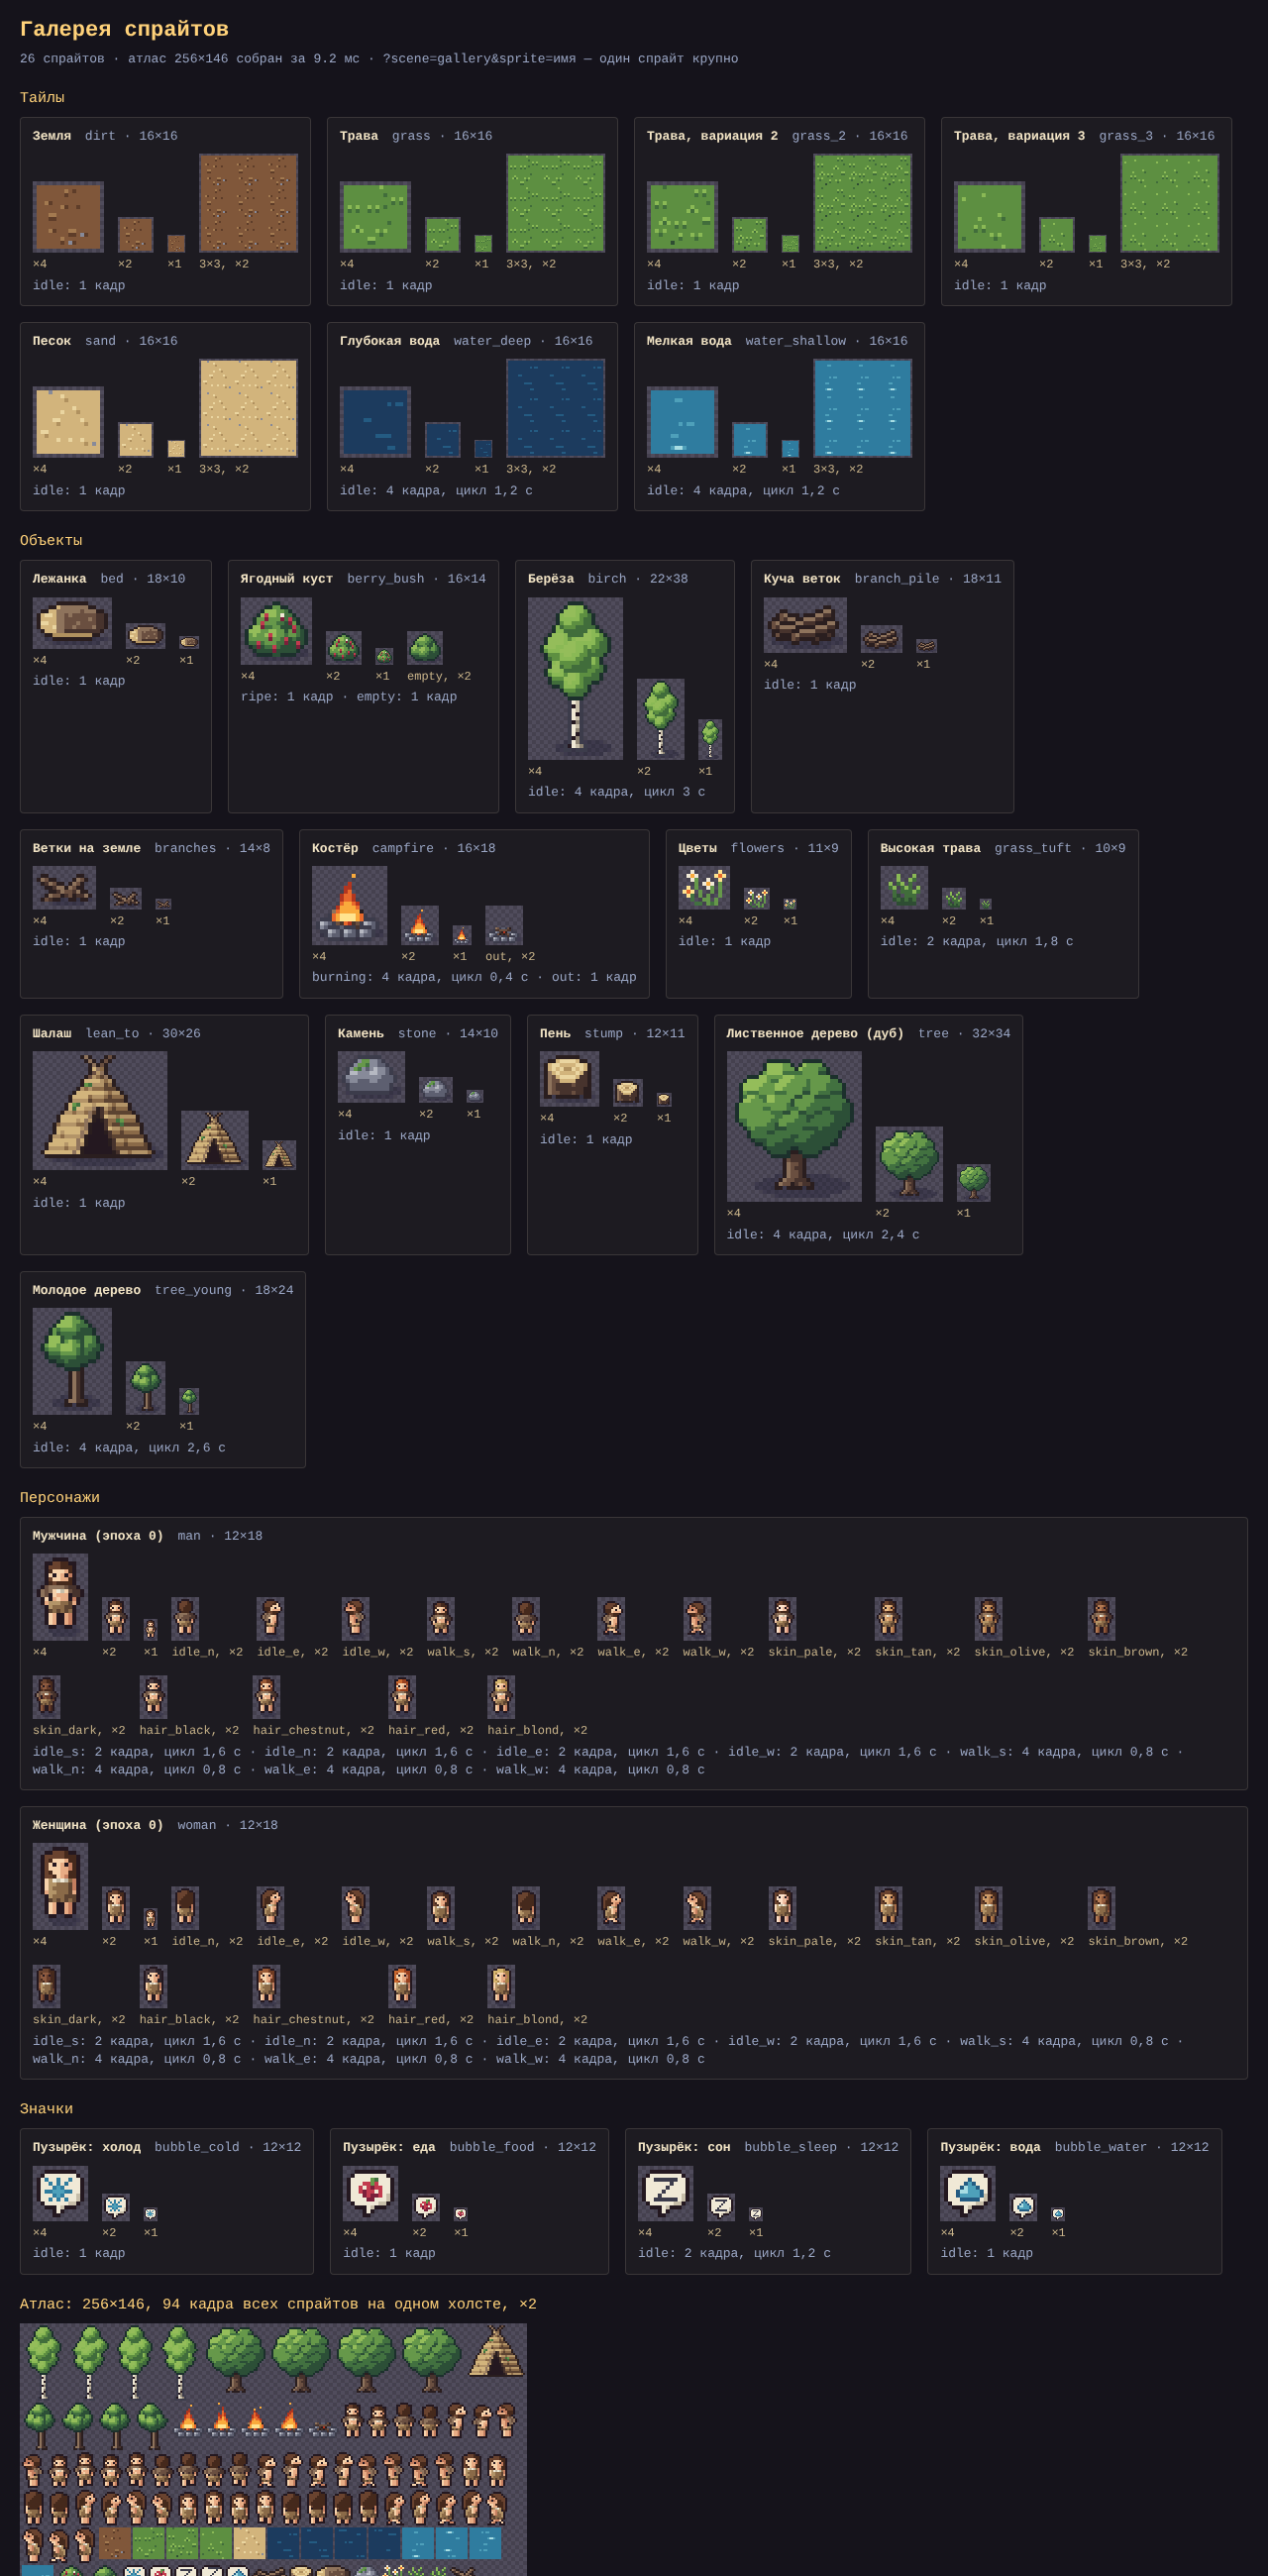 Галерея спрайтов
26 спрайтов · атлас 256×146 собран за 9.2 мс · ?scene=gallery&sprite=имя — один спрайт крупно
Тайлы
Земля dirt · 16×16
×4 ×2 ×1 3×3, ×2
idle: 1 кадр
Трава grass · 16×16
×4 ×2 ×1 3×3, ×2
idle: 1 кадр
Трава, вариация 2 grass_2 · 16×16
×4 ×2 ×1 3×3, ×2
idle: 1 кадр
Трава, вариация 3 grass_3 · 16×16
×4 ×2 ×1 3×3, ×2
idle: 1 кадр
Песок sand · 16×16
×4 ×2 ×1 3×3, ×2
idle: 1 кадр
Глубокая вода water_deep · 16×16
×4 ×2 ×1 3×3, ×2
idle: 4 кадра, цикл 1,2 с
Мелкая вода water_shallow · 16×16
×4 ×2 ×1 3×3, ×2
idle: 4 кадра, цикл 1,2 с
Объекты
Лежанка bed · 18×10
×4 ×2 ×1
idle: 1 кадр
Ягодный куст berry_bush · 16×14
×4 ×2 ×1 empty, ×2
ripe: 1 кадр · empty: 1 кадр
Берёза birch · 22×38
×4 ×2 ×1
idle: 4 кадра, цикл 3 с
Куча веток branch_pile · 18×11
×4 ×2 ×1
idle: 1 кадр
Ветки на земле branches · 14×8
×4 ×2 ×1
idle: 1 кадр
Костёр campfire · 16×18
×4 ×2 ×1 out, ×2
burning: 4 кадра, цикл 0,4 с · out: 1 кадр
Цветы flowers · 11×9
×4 ×2 ×1
idle: 1 кадр
Высокая трава grass_tuft · 10×9
×4 ×2 ×1
idle: 2 кадра, цикл 1,8 с
Шалаш lean_to · 30×26
×4 ×2 ×1
idle: 1 кадр
Камень stone · 14×10
×4 ×2 ×1
idle: 1 кадр
Пень stump · 12×11
×4 ×2 ×1
idle: 1 кадр
Лиственное дерево (дуб) tree · 32×34
×4 ×2 ×1
idle: 4 кадра, цикл 2,4 с
Молодое дерево tree_young · 18×24
×4 ×2 ×1
idle: 4 кадра, цикл 2,6 с
Персонажи
Мужчина (эпоха 0) man · 12×18
×4 ×2 ×1 idle_n, ×2 idle_e, ×2 idle_w, ×2 walk_s, ×2 walk_n, ×2 walk_e, ×2 walk_w, ×2 skin_pale, ×2 skin_tan, ×2 skin_olive, ×2 skin_brown, ×2
skin_dark, ×2 hair_black, ×2 hair_chestnut, ×2 hair_red, ×2 hair_blond, ×2
idle_s: 2 кадра, цикл 1,6 с · idle_n: 2 кадра, цикл 1,6 с · idle_e: 2 кадра, цикл 1,6 с · idle_w: 2 кадра, цикл 1,6 с · walk_s: 4 кадра, цикл 0,8 с ·
walk_n: 4 кадра, цикл 0,8 с · walk_e: 4 кадра, цикл 0,8 с · walk_w: 4 кадра, цикл 0,8 с
Женщина (эпоха 0) woman · 12×18
×4 ×2 ×1 idle_n, ×2 idle_e, ×2 idle_w, ×2 walk_s, ×2 walk_n, ×2 walk_e, ×2 walk_w, ×2 skin_pale, ×2 skin_tan, ×2 skin_olive, ×2 skin_brown, ×2
skin_dark, ×2 hair_black, ×2 hair_chestnut, ×2 hair_red, ×2 hair_blond, ×2
idle_s: 2 кадра, цикл 1,6 с · idle_n: 2 кадра, цикл 1,6 с · idle_e: 2 кадра, цикл 1,6 с · idle_w: 2 кадра, цикл 1,6 с · walk_s: 4 кадра, цикл 0,8 с ·
walk_n: 4 кадра, цикл 0,8 с · walk_e: 4 кадра, цикл 0,8 с · walk_w: 4 кадра, цикл 0,8 с
Значки
Пузырёк: холод bubble_cold · 12×12
×4 ×2 ×1
idle: 1 кадр
Пузырёк: еда bubble_food · 12×12
×4 ×2 ×1
idle: 1 кадр
Пузырёк: сон bubble_sleep · 12×12
×4 ×2 ×1
idle: 2 кадра, цикл 1,2 с
Пузырёк: вода bubble_water · 12×12
×4 ×2 ×1
idle: 1 кадр
Атлас: 256×146, 94 кадра всех спрайтов на одном холсте, ×2